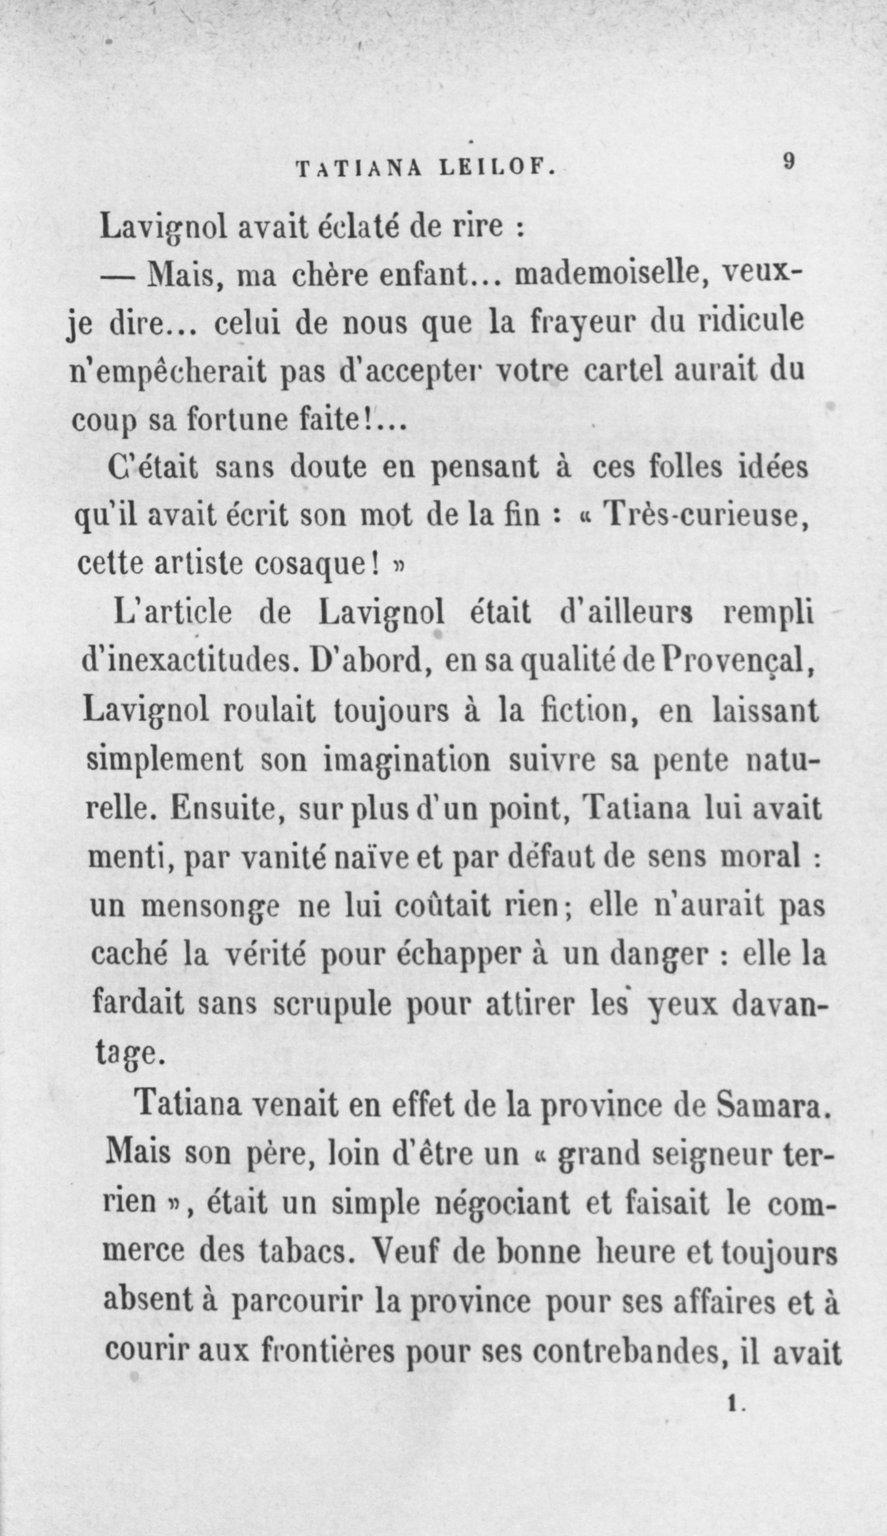 TATIANA LEILOF. 9
Lavignol avait éclaté de rire :
— Mais, ma chère enfant... mademoiselle, veux-
je dire... celui de nous que la frayeur du ridicule
n'empêcherait pas d'accepter votre cartel aurait du
coup sa fortune faite!...
C'était sans doute en pensant à ces folles idées
qu'il avait écrit son mot de la fin : « Très-curieuse,
cette artiste cosaque! »
L'article de Lavignol était d'ailleurs rempli
d'inexactitudes. D'abord, en sa qualité de Provençal,
Lavignol roulait toujours à la fiction, en laissant
simplement son imagination suivre sa pente natu-
relle. Ensuite, sur plus d'un point, Tatiana lui avait
menti, par vanité naïve et par défaut de sens moral :
un mensonge ne lui coûtait rien; elle n'aurait pas
caché la vérité pour échapper à un danger : elle la
fardait sans scrupule pour attirer les yeux davan-
tage.
Tatiana venait en effet de la province de Samara.
Mais son père, loin d'être un « grand seigneur ter-
rien », était un simple négociant et faisait le com-
merce des tabacs. Veuf de bonne heure et toujours
absent à parcourir la province pour ses affaires et à
courir aux frontières pour ses contrebandes, il avait
1.